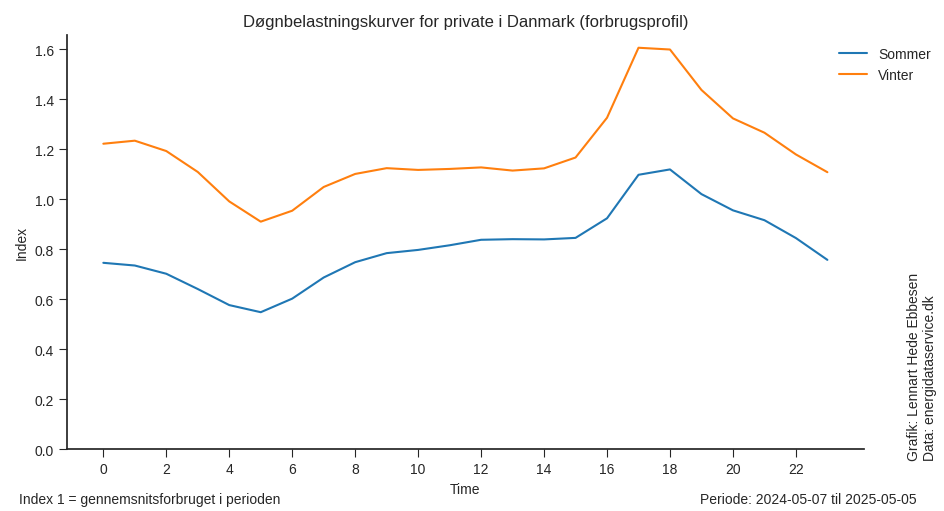 Døgnbelastningskurver for private i Danmark (forbrugsprofil)
Sommer
Vinter
Index
1.6
1.4
1.2
1.0
0.8
0.6
0.4
0.2
0.0
0 2 4 6 8 10 12 14 16 18 20 22
Time
Index 1 = gennemsnitsforbruget i perioden
Periode: 2024-05-07 til 2025-05-05
Grafik: Lennart Hede Ebbesen
Data: energidataservice.dk